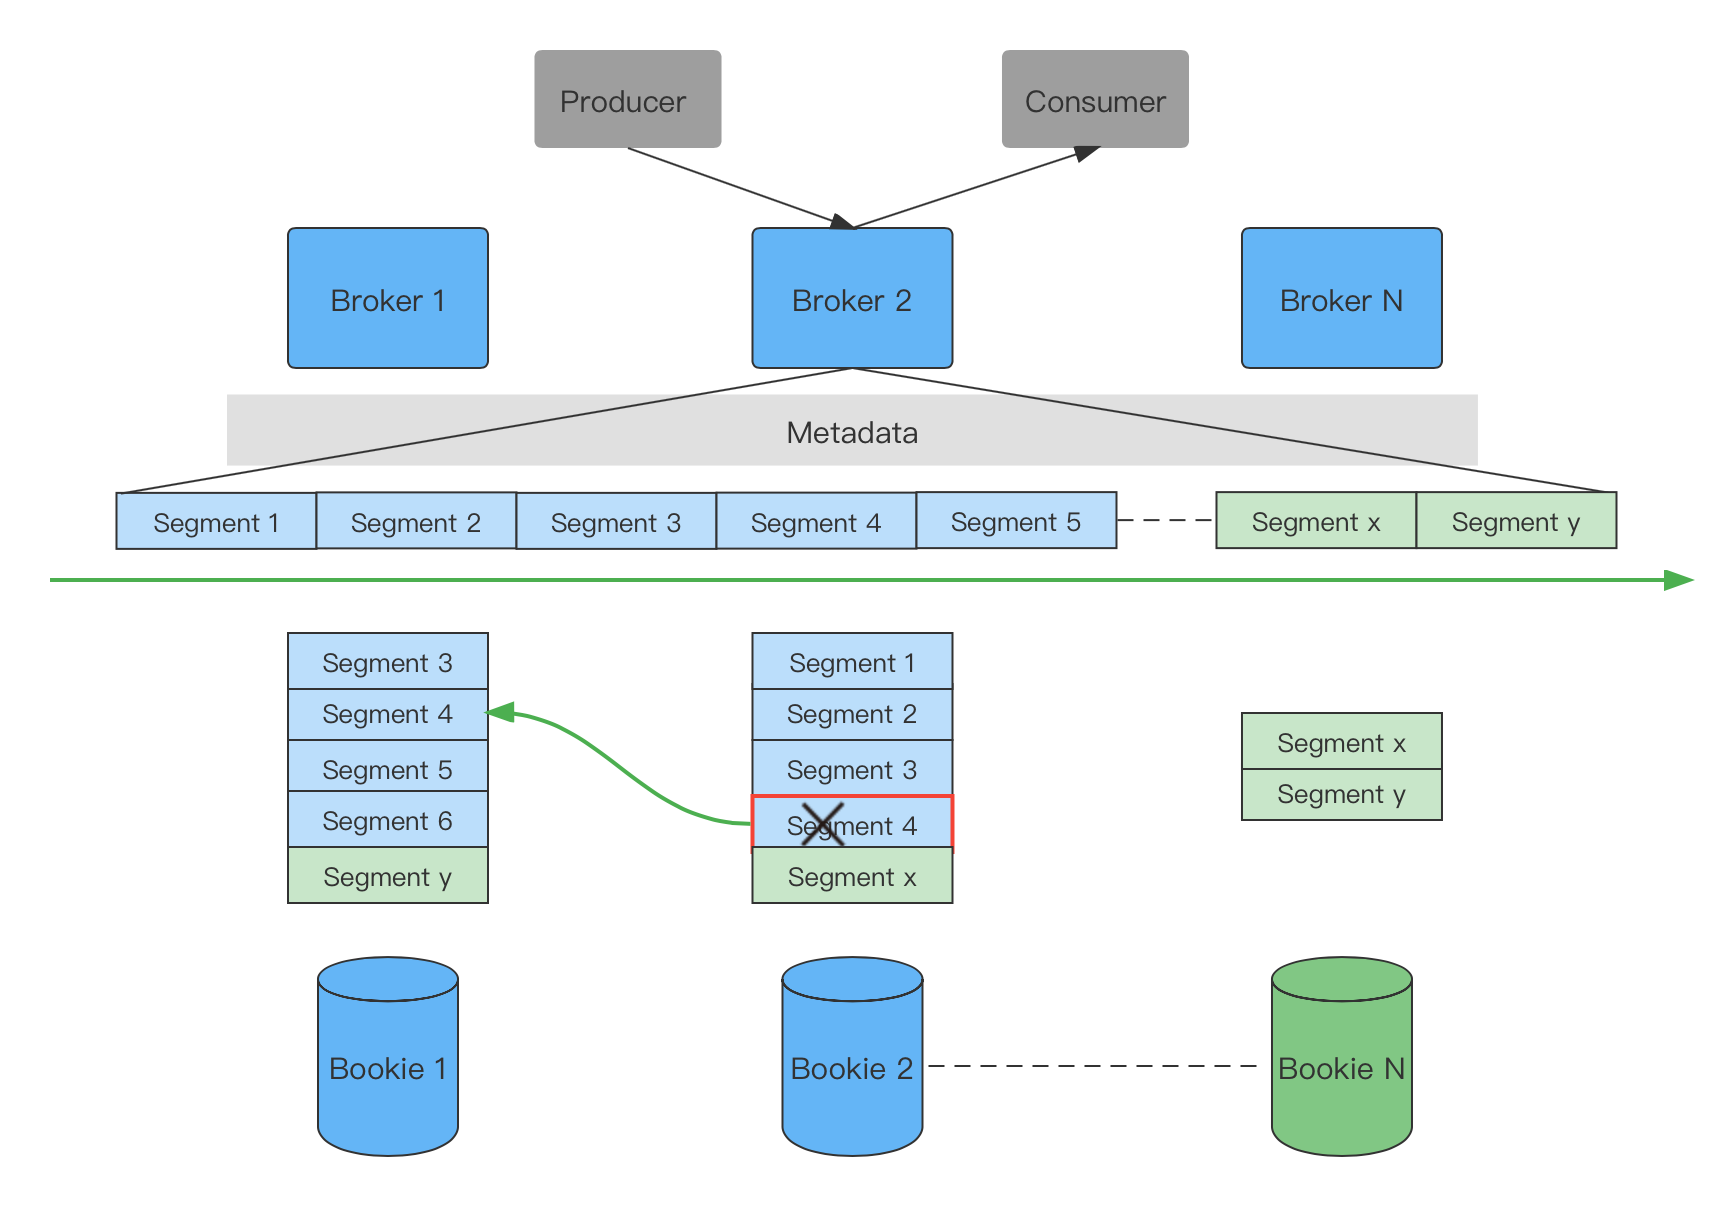 Producer
Consumer
Broker 1
Broker 2
Broker N
Metadata
Segment 1
Segment 2
Segment 3
Segment 4
Segment 5
Segment x
Segment y
Segment 3
Segment 4
Segment 5
Segment 6
Segment y
Segment 1
Segment 2
Segment 3
Segment 4
Segment x
Segment x
Segment y
Bookie 1
Bookie 2
Bookie N